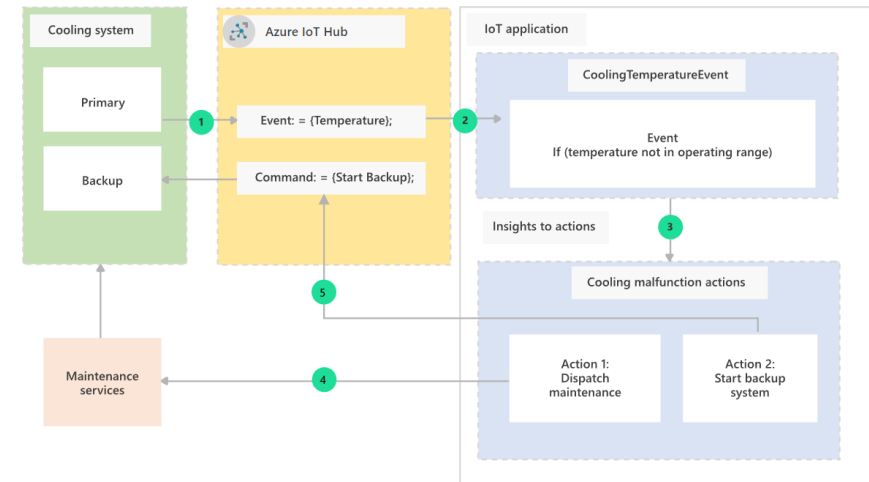 Cooling system
Azure IoT Hub
IoT application
CoolingTemperatureEvent
Primary
1
Event: = {Temperature};
2
Event
If (temperature not in operating range)
Backup
Command: = {Start Backup};
Insights to actions
3
Cooling malfunction actions
5
Maintenance
services
4
Action 1:
Dispatch
maintenance
Action 2:
Start backup
system